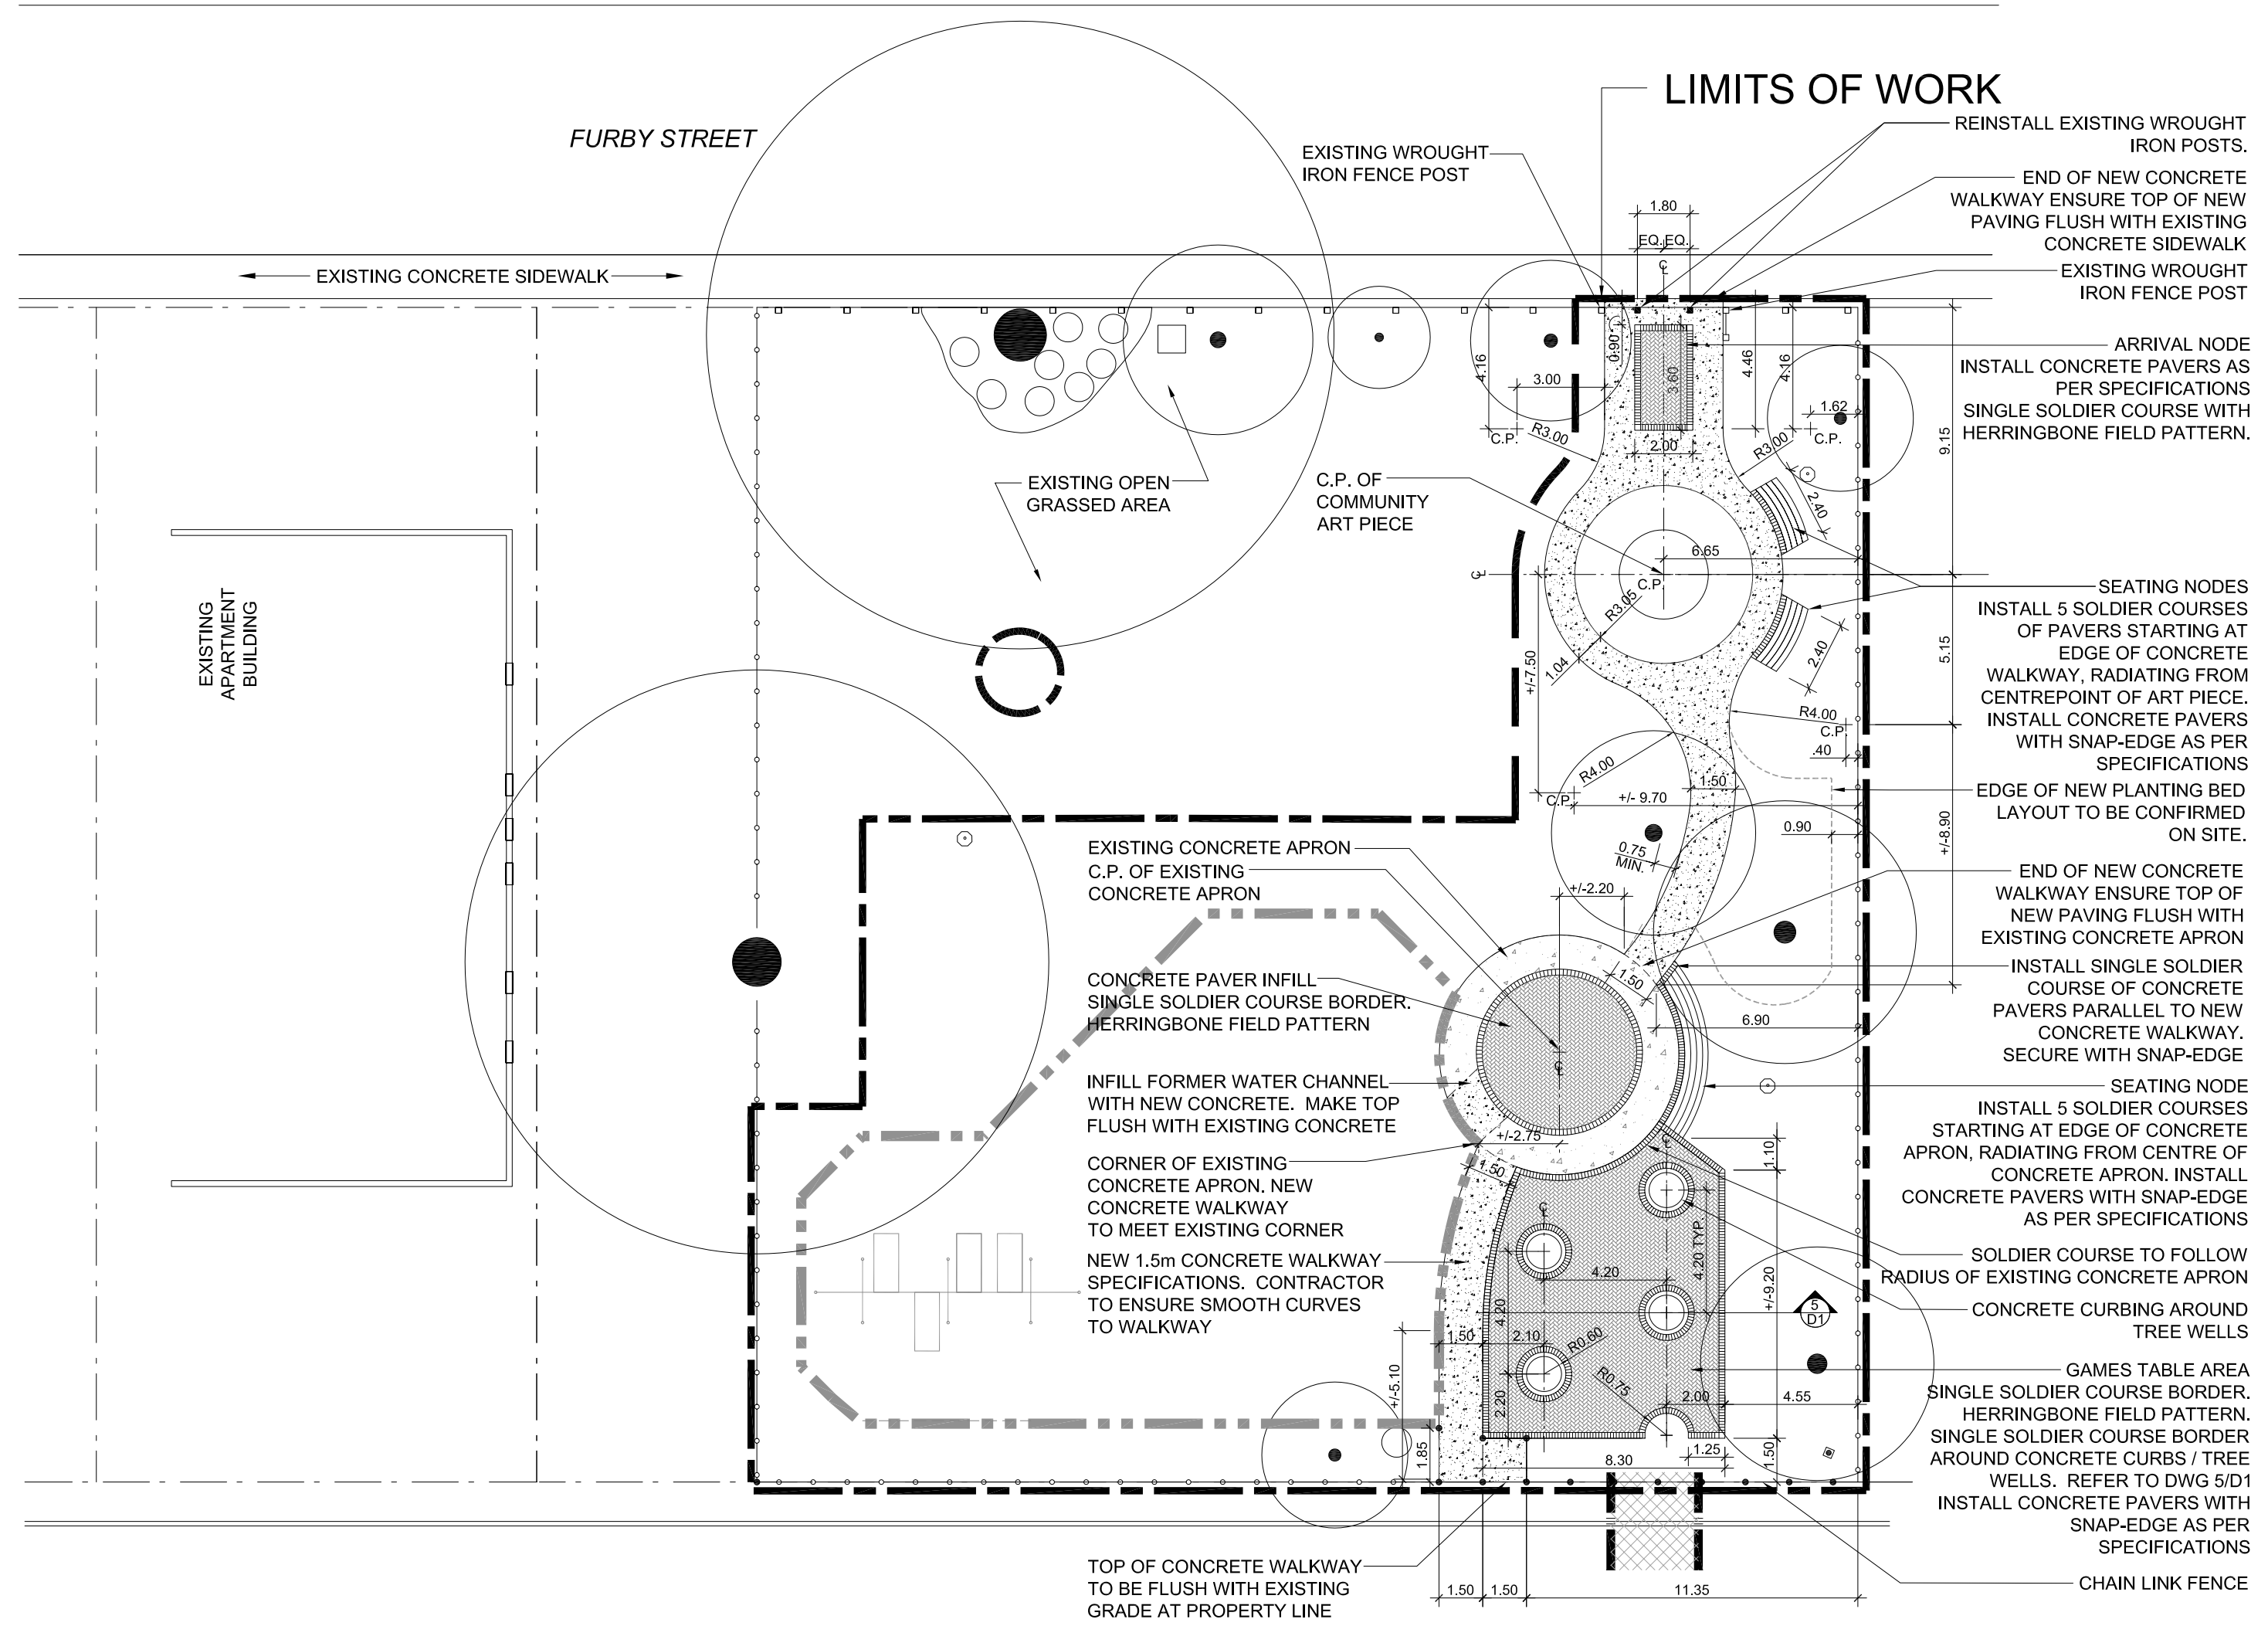 LIMITS OF WORK
FURBY STREET
EXISTING WROUGHT
IRON FENCE POST
REINSTALL EXISTING WROUGHT
IRON POSTS.
END OF NEW CONCRETE
WALKWAY ENSURE TOP OF NEW
PAVING FLUSH WITH EXISTING
CONCRETE SIDEWALK
EXISTING WROUGHT
IRON FENCE POST
EXISTING CONCRETE SIDEWALK
1.80
EQ. EQ.
℄
ARRIVAL NODE
INSTALL CONCRETE PAVERS AS
PER SPECIFICATIONS
SINGLE SOLDIER COURSE WITH
HERRINGBONE FIELD PATTERN.
4.16
3.00
0.90
3.60
4.46
4.16
1.62
9.15
C.P.
R3.00
2.00
R3.00
C.P.
2.40
EXISTING OPEN
GRASSED AREA
C.P. OF
COMMUNITY
ART PIECE
6.65
℄
C.P.
R3.05
1.04
+/-7.50
2.40
5.15
EXISTING
APARTMENT
BUILDING
SEATING NODES
INSTALL 5 SOLDIER COURSES
OF PAVERS STARTING AT
EDGE OF CONCRETE
WALKWAY, RADIATING FROM
CENTREPOINT OF ART PIECE.
INSTALL CONCRETE PAVERS
WITH SNAP-EDGE AS PER
SPECIFICATIONS
R4.00
C.P.
.40
R4.00
1.50
C.P.
+/- 9.70
0.90
+/-8.90
EDGE OF NEW PLANTING BED
LAYOUT TO BE CONFIRMED
ON SITE.
0.75
MIN.
+/-2.20
EXISTING CONCRETE APRON
C.P. OF EXISTING
CONCRETE APRON
END OF NEW CONCRETE
WALKWAY ENSURE TOP OF
NEW PAVING FLUSH WITH
EXISTING CONCRETE APRON
CONCRETE PAVER INFILL
SINGLE SOLDIER COURSE BORDER.
HERRINGBONE FIELD PATTERN
1.50
6.90
INSTALL SINGLE SOLDIER
COURSE OF CONCRETE
PAVERS PARALLEL TO NEW
CONCRETE WALKWAY.
SECURE WITH SNAP-EDGE
℄
INFILL FORMER WATER CHANNEL
WITH NEW CONCRETE. MAKE TOP
FLUSH WITH EXISTING CONCRETE
SEATING NODE
INSTALL 5 SOLDIER COURSES
STARTING AT EDGE OF CONCRETE
APRON, RADIATING FROM CENTRE OF
CONCRETE APRON. INSTALL
CONCRETE PAVERS WITH SNAP-EDGE
AS PER SPECIFICATIONS
+/-2.75
1.50
℄
1.10
CORNER OF EXISTING
CONCRETE APRON. NEW
CONCRETE WALKWAY
TO MEET EXISTING CORNER
NEW 1.5m CONCRETE WALKWAY
SPECIFICATIONS. CONTRACTOR
TO ENSURE SMOOTH CURVES
TO WALKWAY
℄
4.20
4.20 TYP.
4.20
+/-9.20
5
D1
SOLDIER COURSE TO FOLLOW
RADIUS OF EXISTING CONCRETE APRON
CONCRETE CURBING AROUND
TREE WELLS
1.50
2.10
R0.60
R0.75
+/-5.10
2.20
2.00
4.55
1.85
8.30
1.25
1.50
GAMES TABLE AREA
SINGLE SOLDIER COURSE BORDER.
HERRINGBONE FIELD PATTERN.
SINGLE SOLDIER COURSE BORDER
AROUND CONCRETE CURBS / TREE
WELLS. REFER TO DWG 5/D1
INSTALL CONCRETE PAVERS WITH
SNAP-EDGE AS PER
SPECIFICATIONS
TOP OF CONCRETE WALKWAY
TO BE FLUSH WITH EXISTING
GRADE AT PROPERTY LINE
1.50
1.50
11.35
CHAIN LINK FENCE